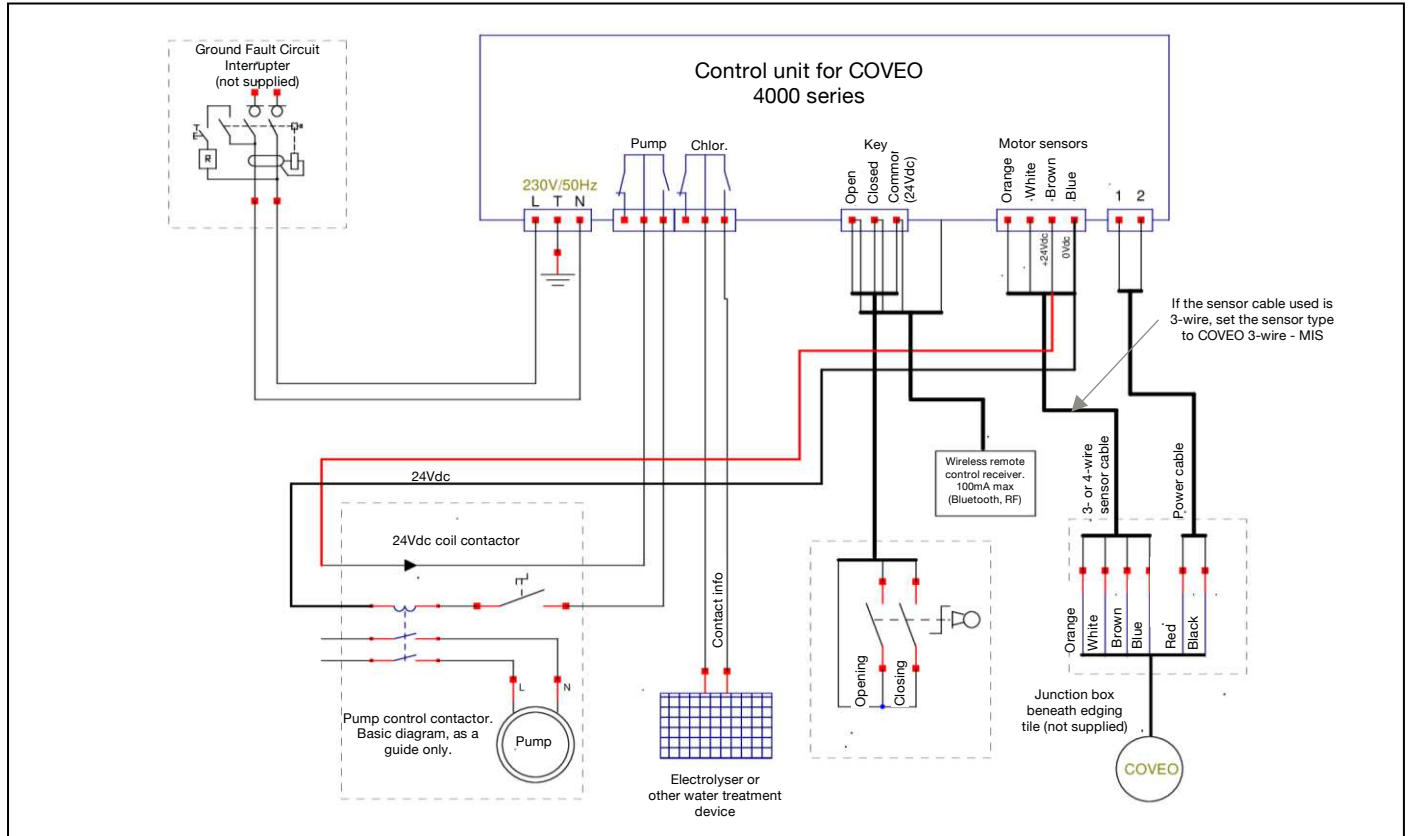 Ground Fault Circuit
Interrupter
(not supplied)
R
Control unit for COVEO
4000 series
230V/50Hz
L T N
Pump
Chlor.
Key
Open
Closed
Common
(24Vdc)
Motor sensors
Orange
White
Brown
Blue
+24Vdc
0Vdc
1 2
If the sensor cable used is
3-wire, set the sensor type
to COVEO 3-wire - MIS
24Vdc
24Vdc coil contactor
L
N
Pump control contactor.
Basic diagram, as a
guide only.
Pump
Contact info
Electrolyser or
other water treatment
device
Wireless remote
control receiver.
100mA max
(Bluetooth, RF)
Opening
Closing
3- or 4-wire
sensor cable
Power cable
Orange
White
Brown
Blue
Red
Black
Junction box
beneath edging
tile (not supplied)
COVEO